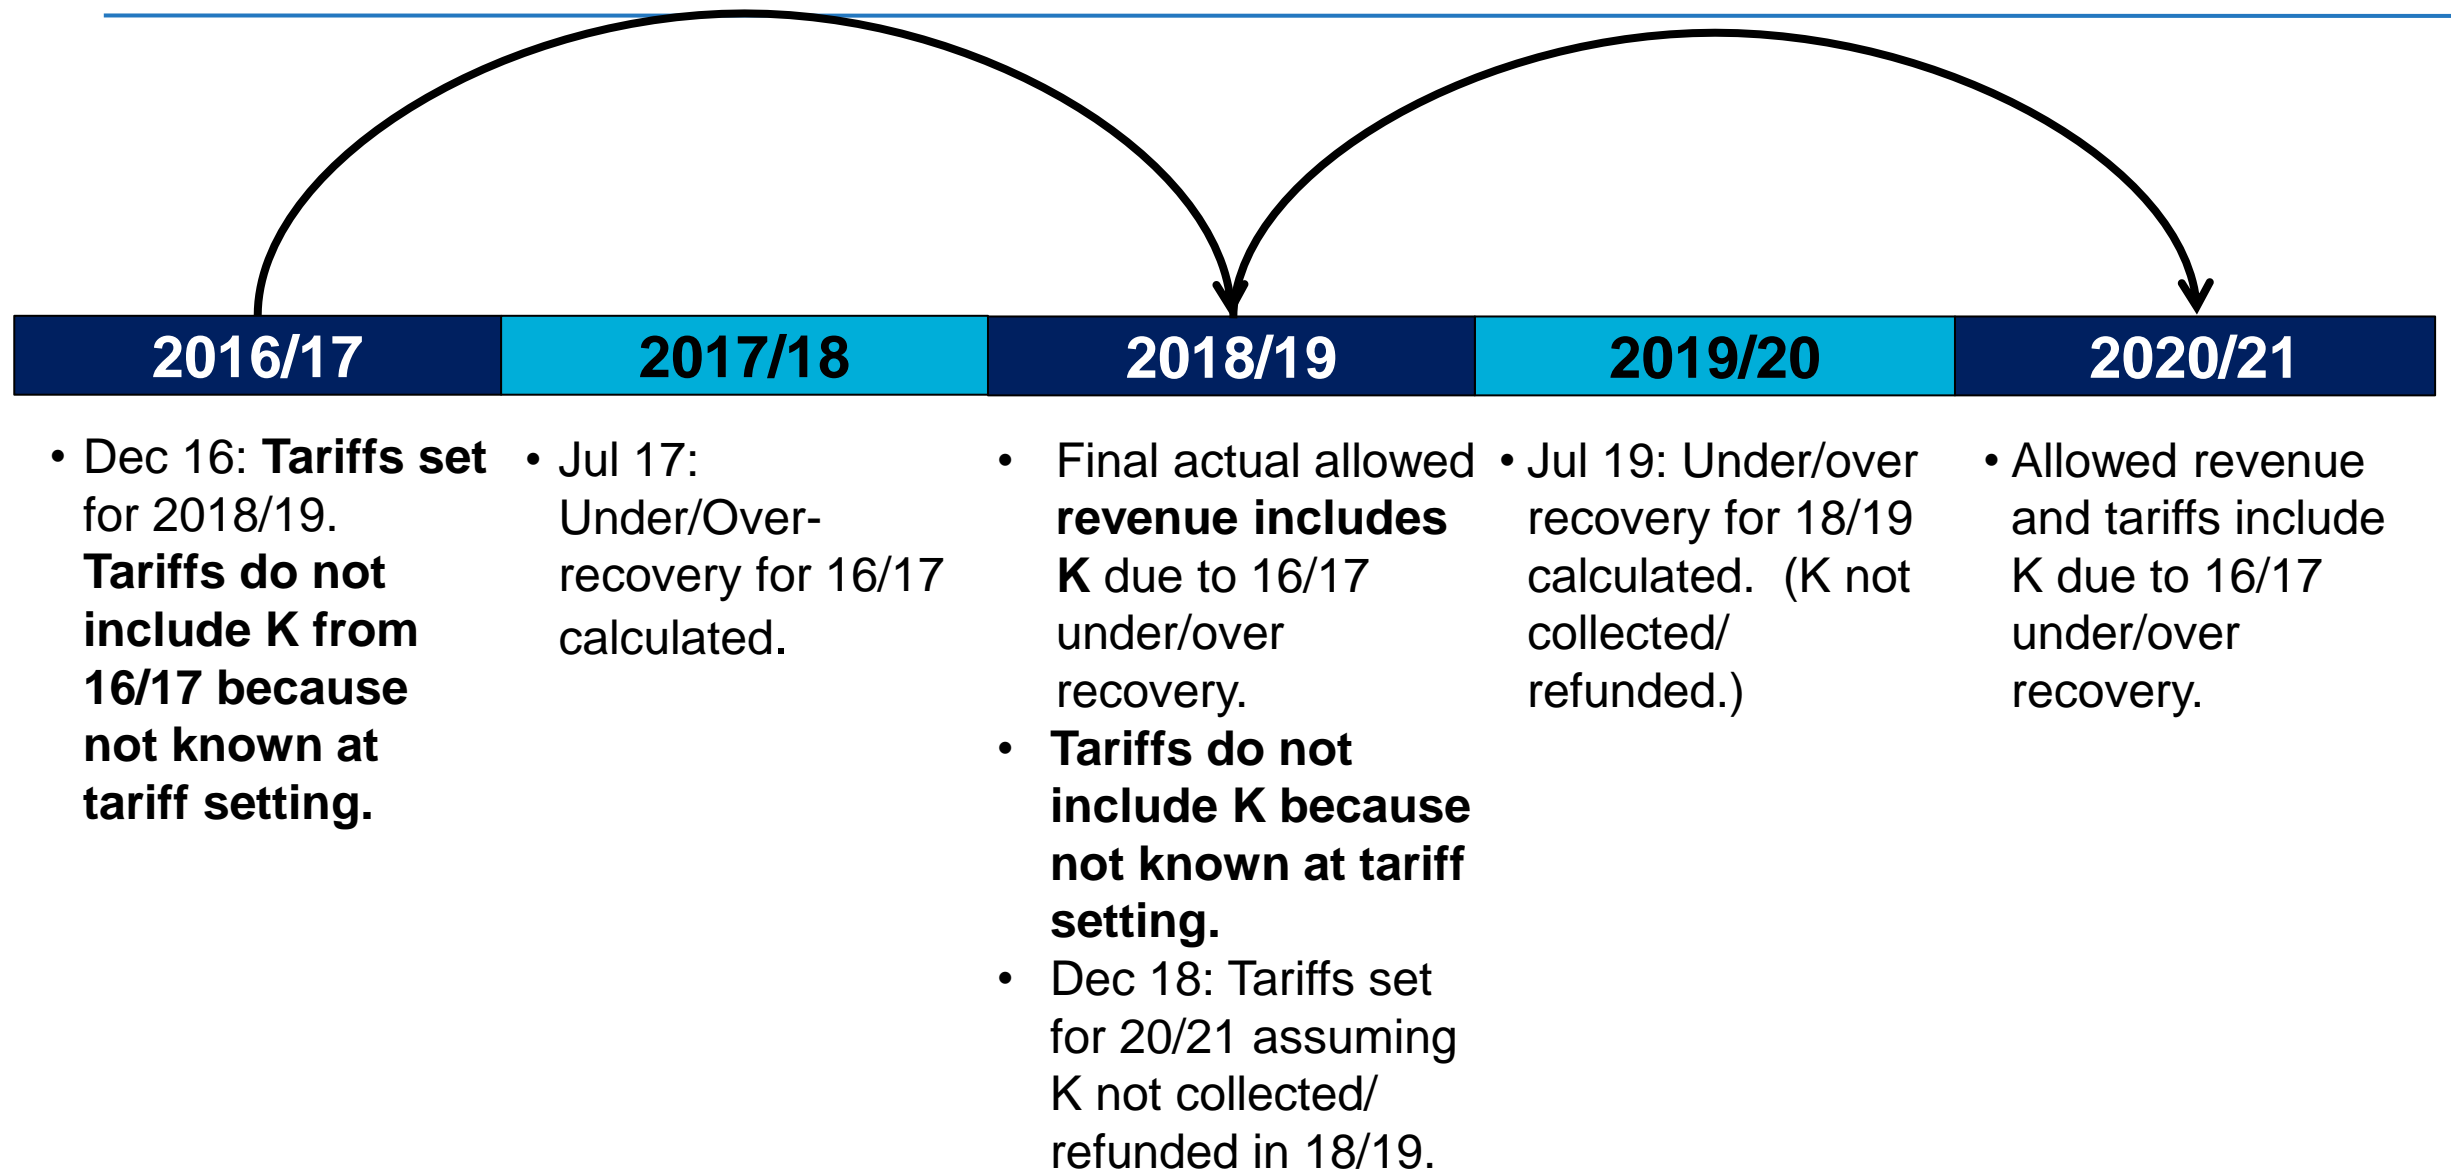 2016/17
2017/18
2018/19
2019/20
2020/21
• Dec 16: Tariffs set
for 2018/19.
Tariffs do not
include K from
16/17 because
not known at
tariff setting.
• Jul 17:
Under/Over-
recovery for 16/17
calculated.
• Final actual allowed
revenue includes
K due to 16/17
under/over
recovery.
• Tariffs do not
include K because
not known at tariff
setting.
• Dec 18: Tariffs set
for 20/21 assuming
K not collected/
refunded in 18/19.
• Jul 19: Under/over
recovery for 18/19
calculated.  (K not
collected/
refunded.)
• Allowed revenue
and tariffs include
K due to 16/17
under/over
recovery.